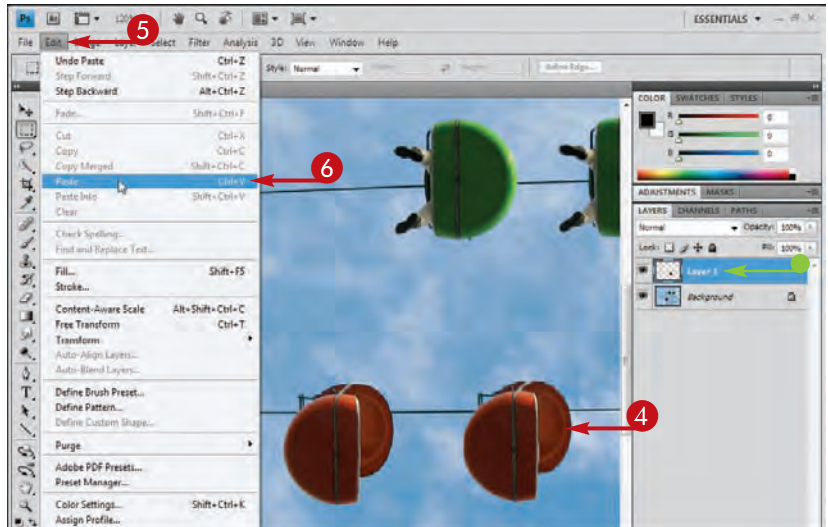 Ps Br
ESSENTIALS
File Edit Select Filter Analysis 3D View Window Help
5
Style: Normal Refine Edge...
Undo Paste Ctrl+Z
Step Forward Shift+Ctrl+Z
Step Backward Alt+Ctrl+Z
Fade... Shift+Ctrl+F
Cut Ctrl+X
Copy Ctrl+C
Copy Merged Shift+Ctrl+C
Paste Ctrl+V
6
Paste Into Shift+Ctrl+V
Clear
Check Spelling...
Find and Replace Text...
Fill... Shift+F5
Stroke...
Content-Aware Scale Alt+Shift+Ctrl+C
Free Transform Ctrl+T
Transform
Auto-Align Layers...
Auto-Blend Layers...
Define Brush Preset...
Define Pattern...
Define Custom Shape...
Purge
Adobe PDF Presets...
Preset Manager...
Color Settings... Shift+Ctrl+K
Assign Profile...
4
COLOR SWATCHES STYLES
R 0
G 0
B 0
ADJUSTMENTS MASKS
LAYERS CHANNELS PATHS
Normal Opacity: 100%
Lock: Fill: 100%
Layer 1
Background